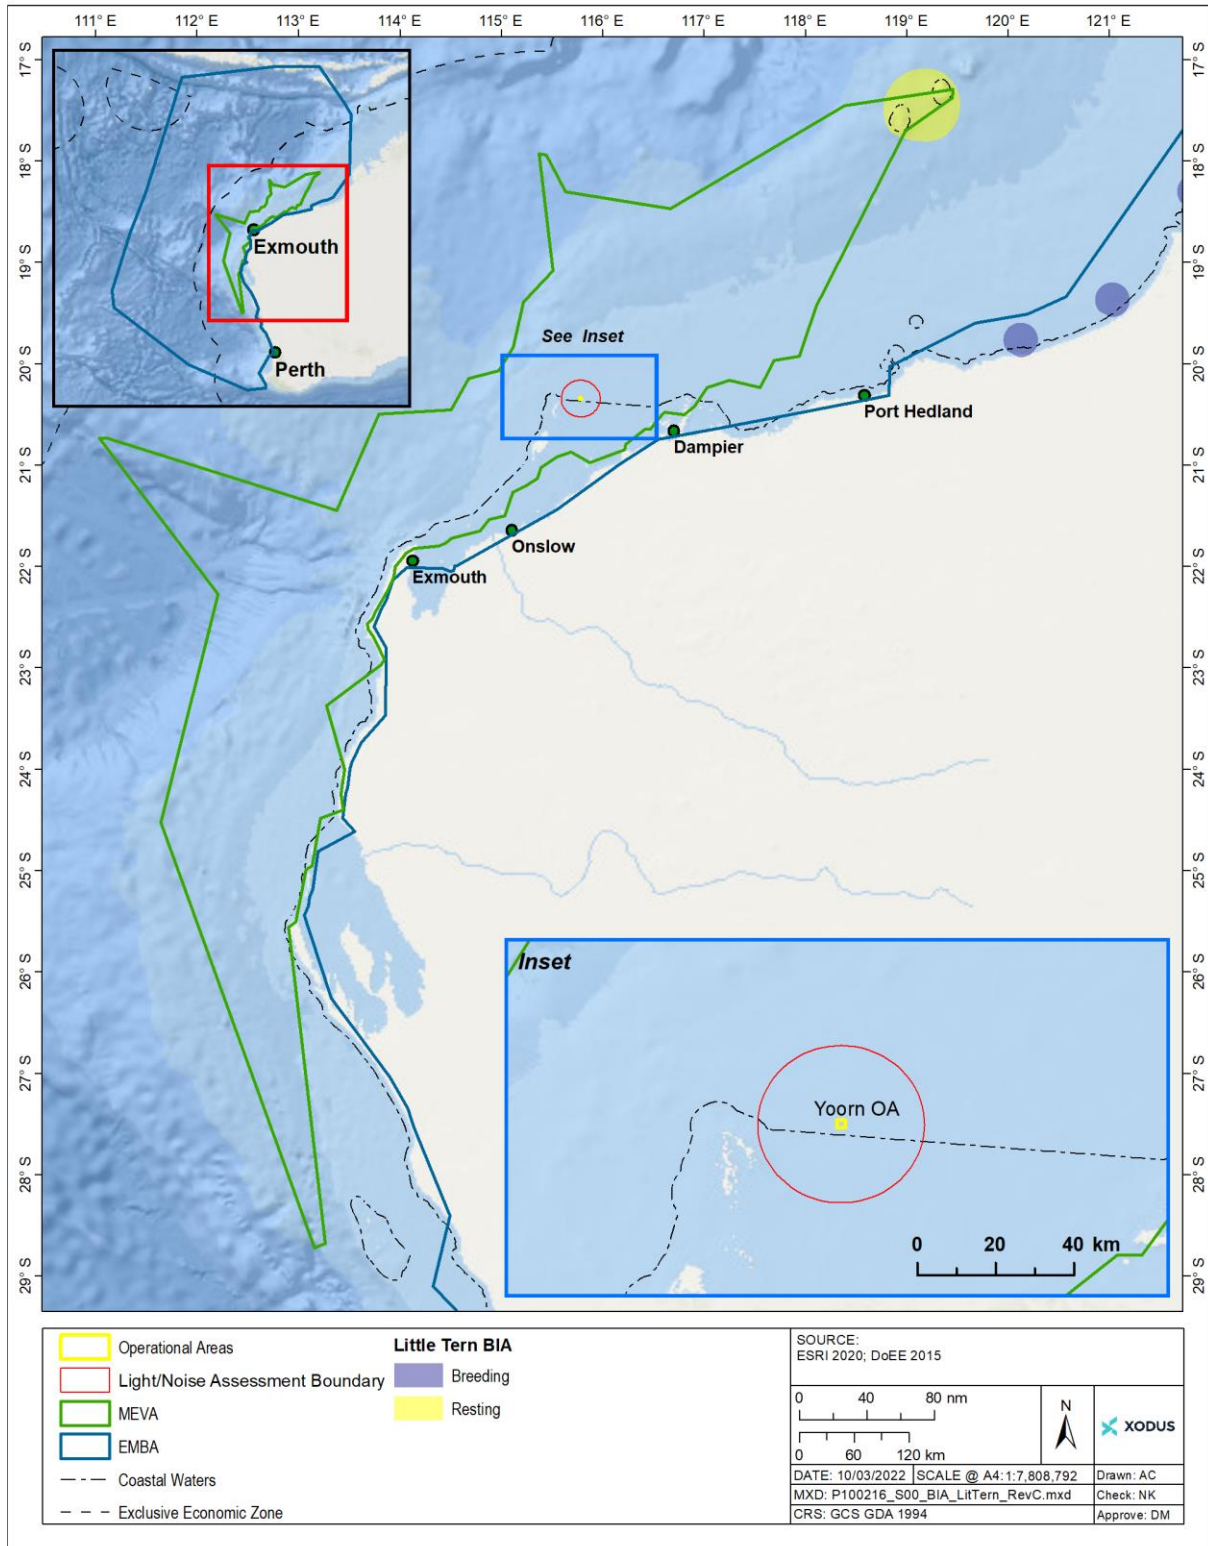 111° E 112° E 113° E 114° E 115° E 116° E 117° E 118° E 119° E 120° E 121° E
17° S 17° S
18° S 18° S
Exmouth
19° S 19° S
See Inset
Perth
20° S 20° S
Port Hedland
Dampier
21° S 21° S
Onslow
Exmouth
22° S 22° S
23° S 23° S
24° S 24° S
25° S 25° S
Inset
26° S 26° S
27° S 27° S
Yoorn OA
28° S 28° S
0 20 40 km
29° S 29° S
Operational Areas
Light/Noise Assessment Boundary
MEVA
EMBA
Coastal Waters
Exclusive Economic Zone
Little Tern BIA
Breeding
Resting
SOURCE:
ESRI 2020; DoEE 2015
0 40 80 nm
0 60 120 km
N
XODUS
DATE: 10/03/2022 SCALE @ A4:1:7,808,792 Drawn: AC
MXD: P100216_S00_BIA_LitTern_RevC.mxd Check: NK
CRS: GCS GDA 1994 Approve: DM